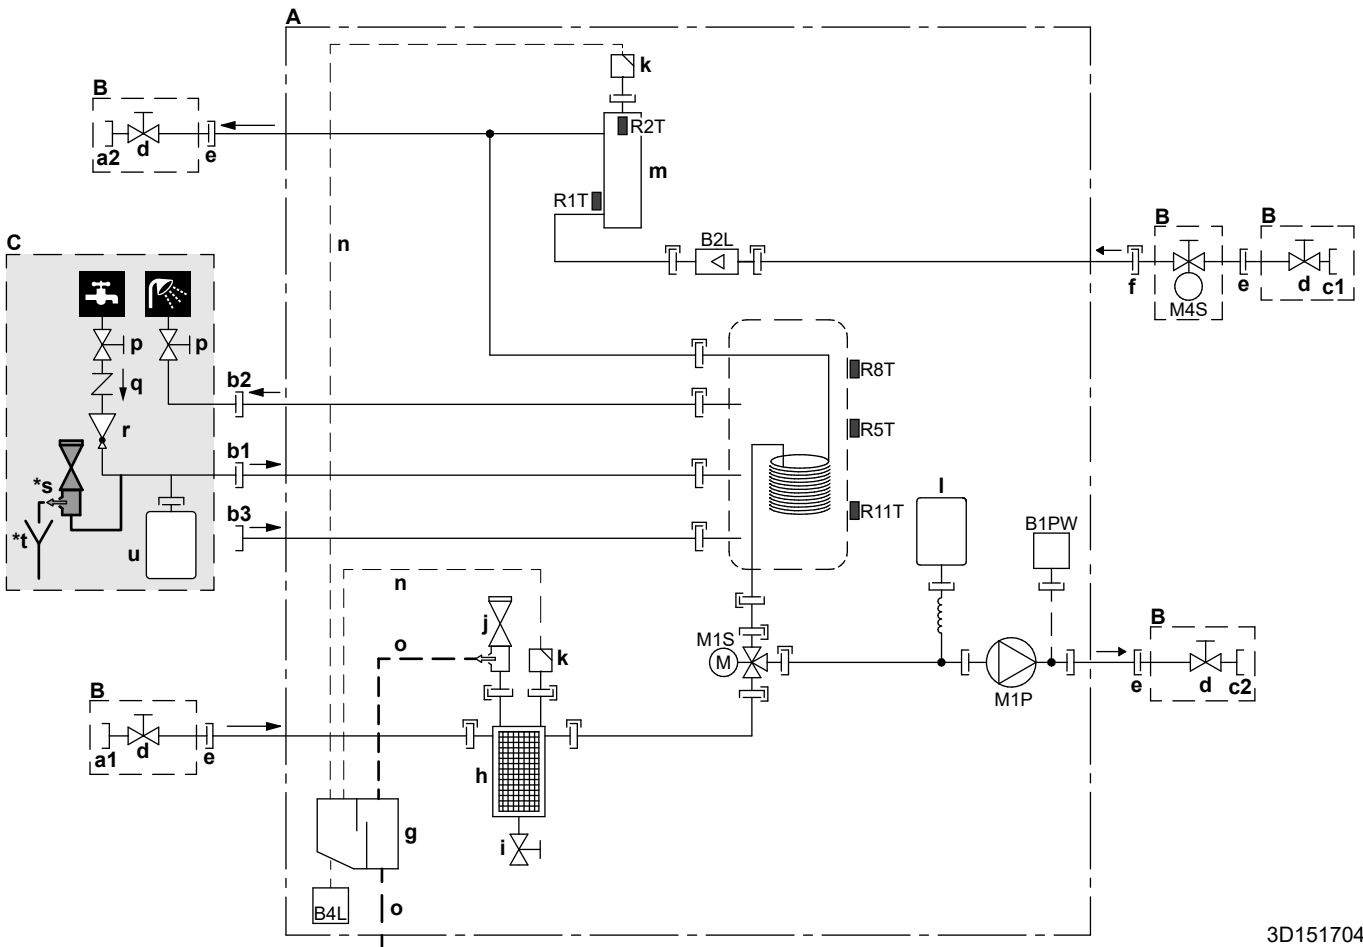 A
k
B
R2T
a2
d
e
m
R1T
C
n
B2L
B
B
f
e
d
c1
M4S
p
p
q
b2
r
R8T
R5T
b1
*s
l
R11T
b3
*t
u
B1PW
n
j
M1S
B
o
k
M
B
M1P
e
d
c2
a1
d
e
h
g
i
B4L
o
3D151704